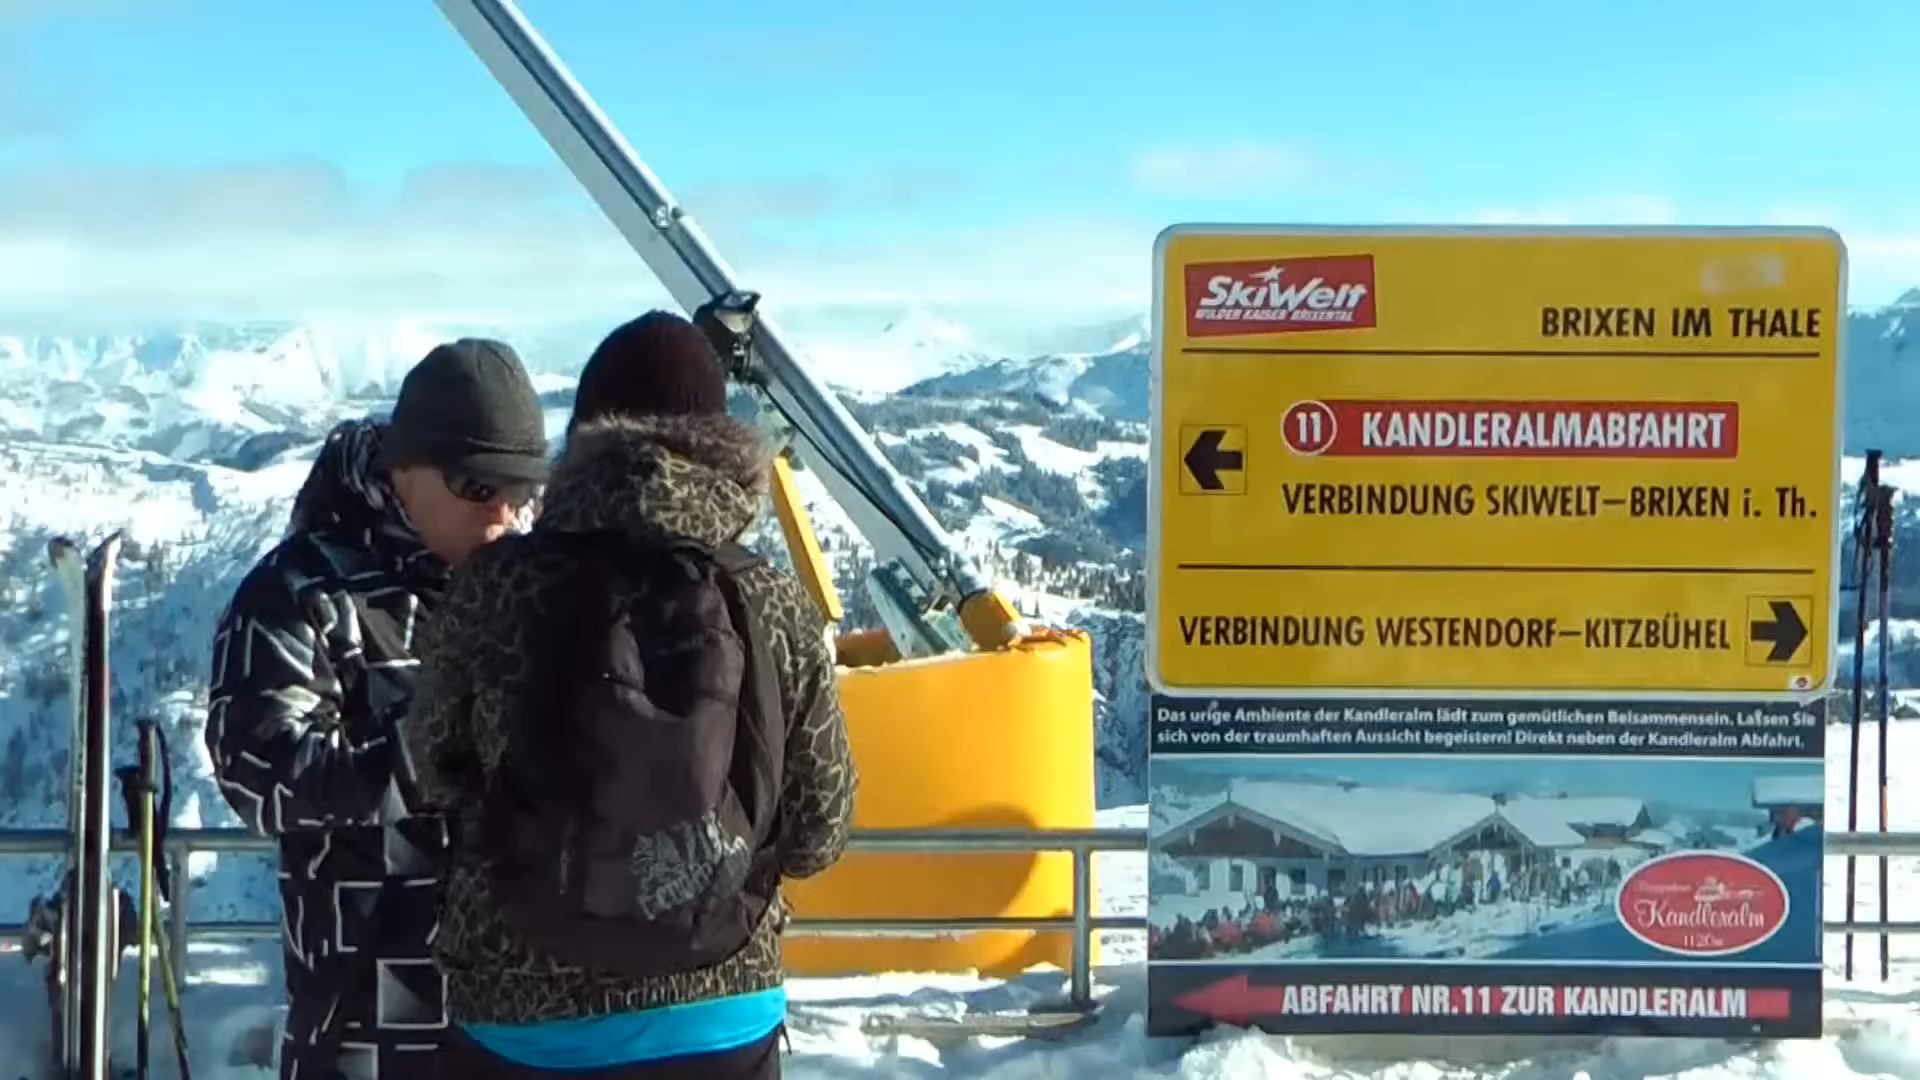 SkiWelt
WILDER KAISER BRIXENTAL
BRIXEN IM THALE
11 KANDLERALMABFAHRT
VERBINDUNG SKIWELT–BRIXEN i. Th.
VERBINDUNG WESTENDORF–KITZBÜHEL
Das urige Ambiente der Kandleralm lädt zum gemütlichen Beisammensein. Lassen Sie
sich von der traumhaften Aussicht begeistern! Direkt neben der Kandleralm Abfahrt.
Kandleralm
1120m
ABFAHRT NR.11 ZUR KANDLERALM